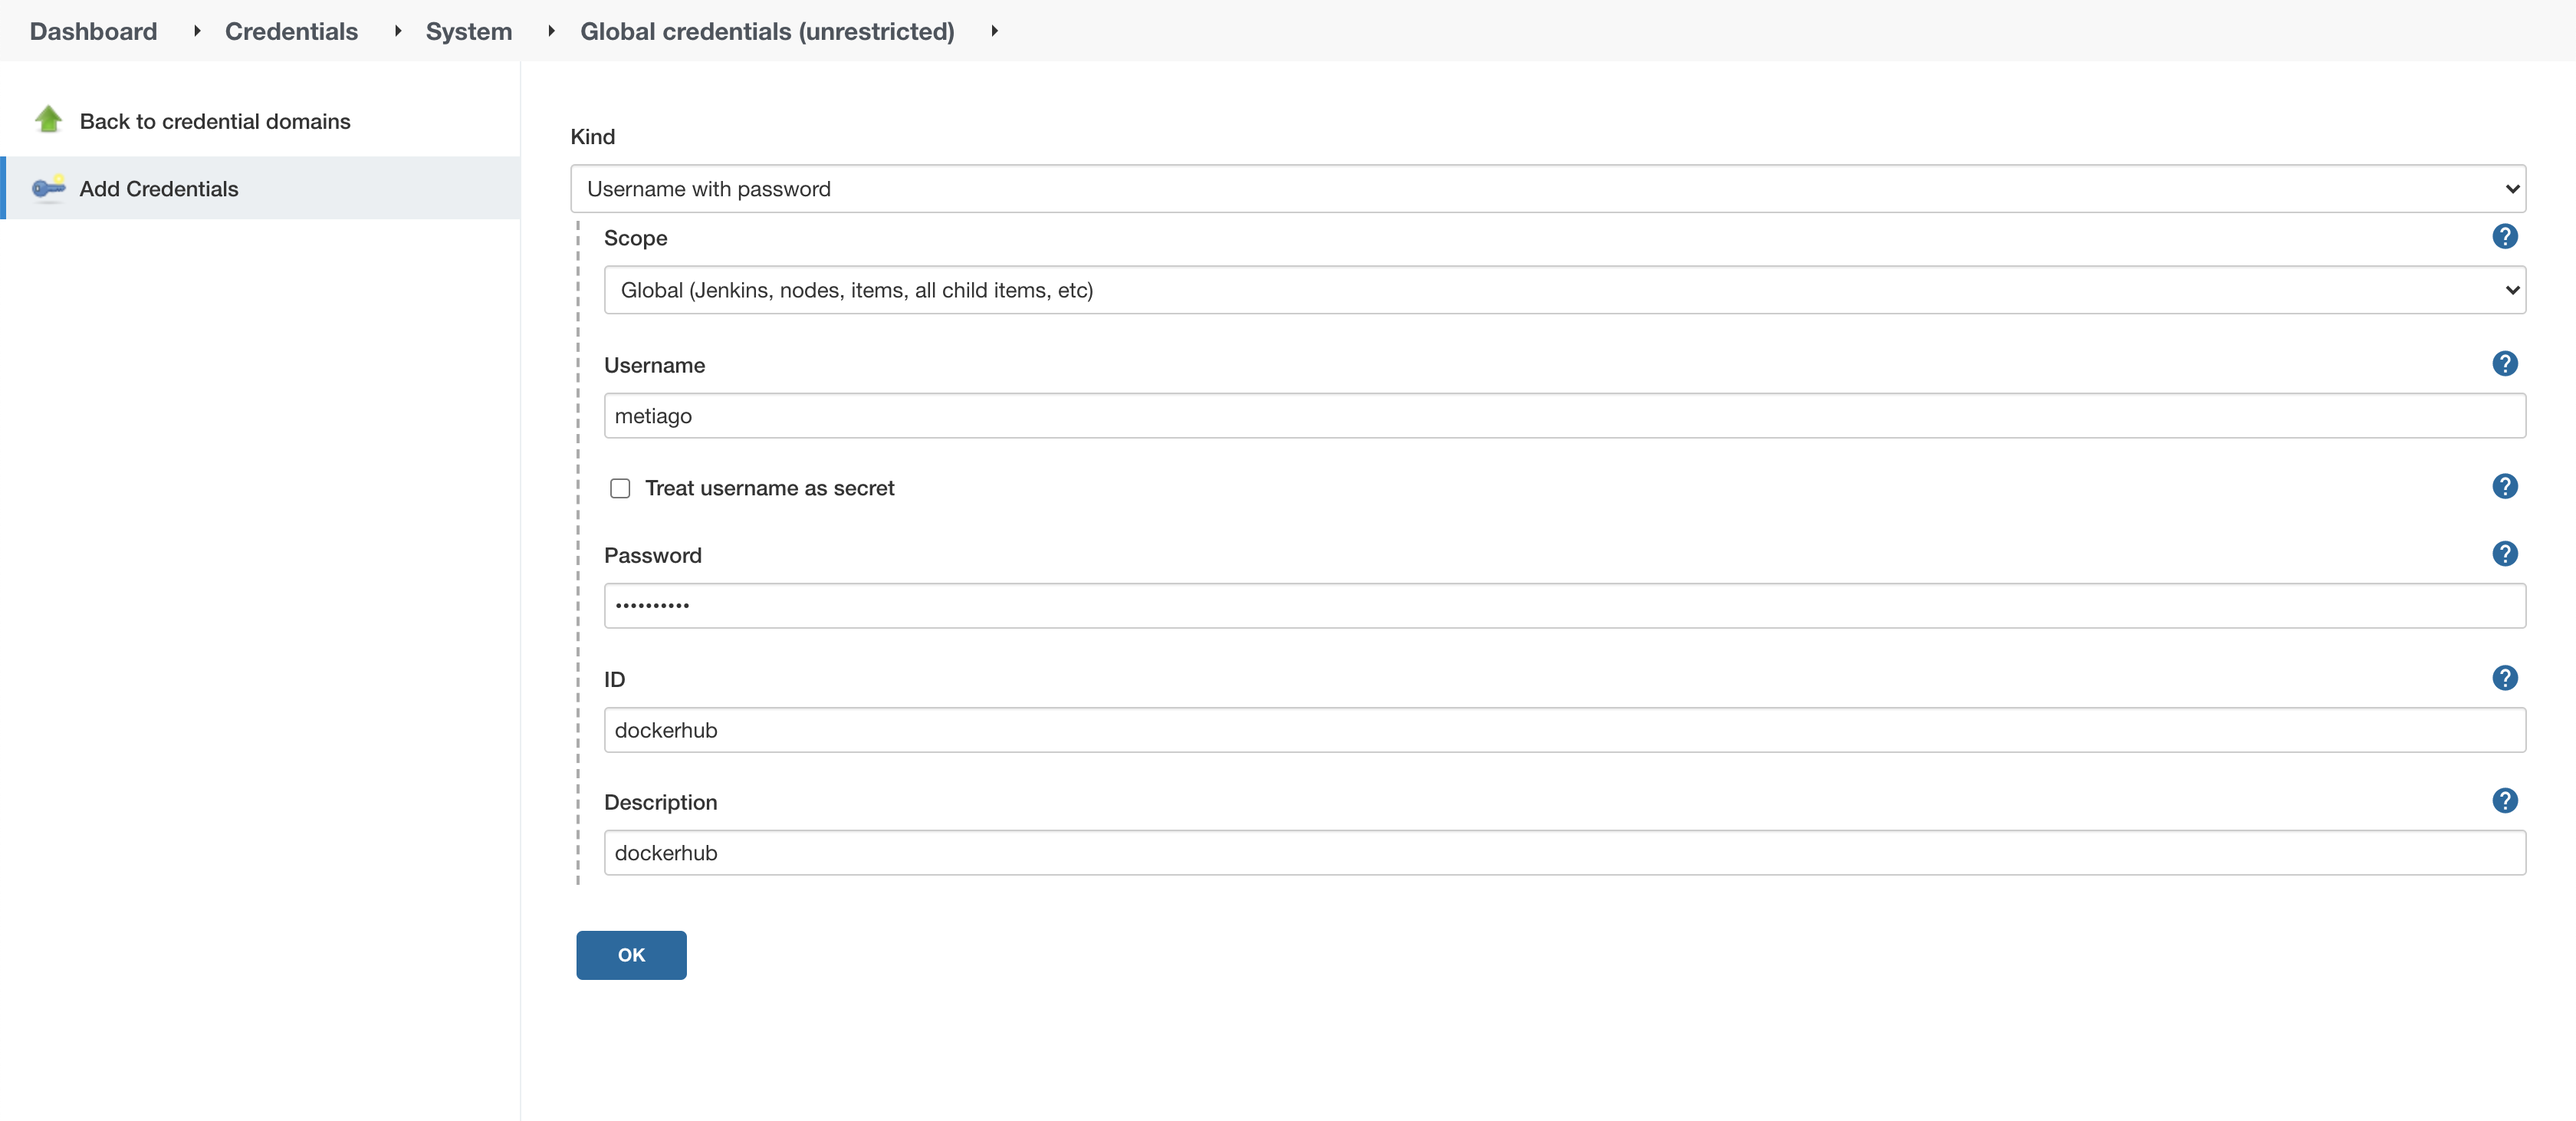 Dashboard Credentials System Global credentials (unrestricted)
Back to credential domains
Add Credentials
Kind
Username with password
Scope
Global (Jenkins, nodes, items, all child items, etc)
Username
metiago
Treat username as secret
Password
••••••••••
ID
dockerhub
Description
dockerhub
OK